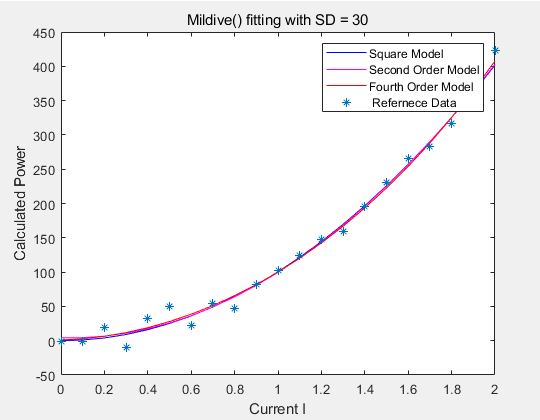 Mildive() fitting with SD = 30
Square Model
Second Order Model
Fourth Order Model
Refernece Data
Calculated Power
450
400
350
300
250
200
150
100
50
0
-50
0 0.2 0.4 0.6 0.8 1 1.2 1.4 1.6 1.8 2
Current I